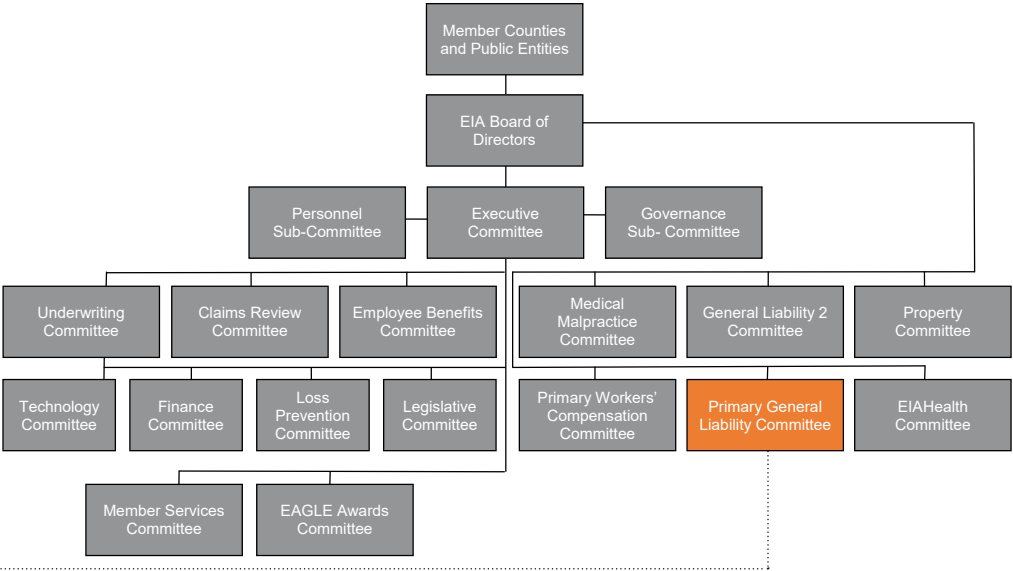 Member Counties
and Public Entities
EIA Board of
Directors
Personnel
Sub-Committee
Executive
Committee
Governance
Sub- Committee
Underwriting
Committee
Claims Review
Committee
Employee Benefits
Committee
Medical
Malpractice
Committee
General Liability 2
Committee
Property
Committee
Technology
Committee
Finance
Committee
Loss
Prevention
Committee
Legislative
Committee
Primary Workers’
Compensation
Committee
Primary General
Liability Committee
EIAHealth
Committee
Member Services
Committee
EAGLE Awards
Committee